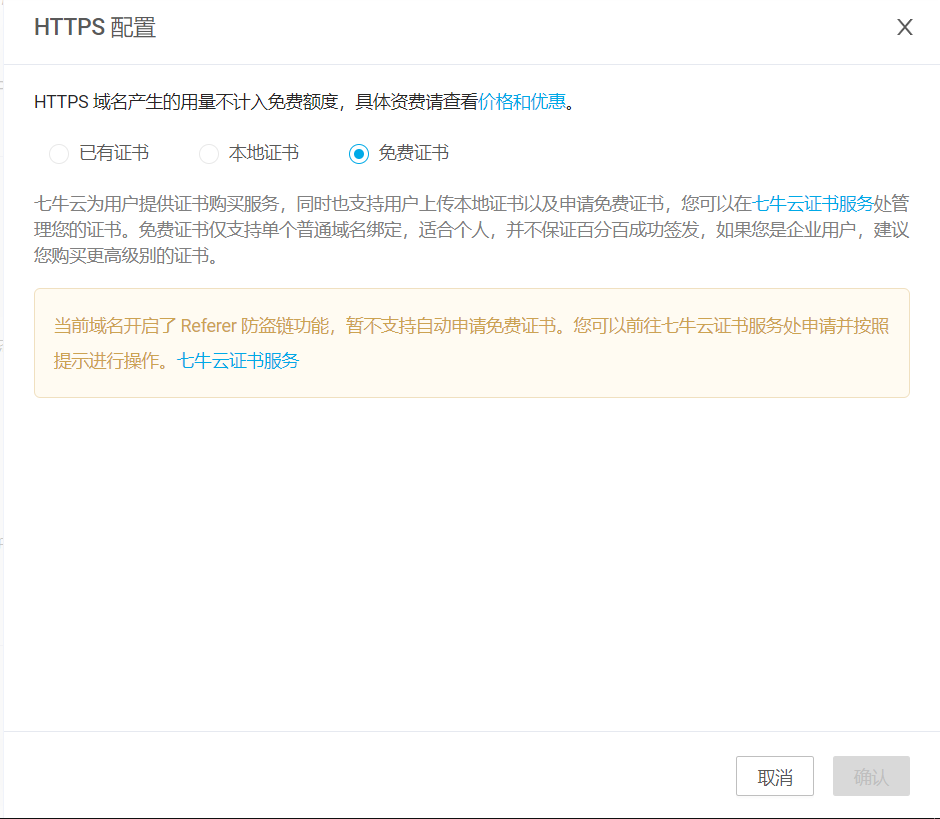 HTTPS 配置
HTTPS 域名产生的用量不计入免费额度，具体资费请查看价格和优惠。
已有证书 本地证书 免费证书
七牛云为用户提供证书购买服务，同时也支持用户上传本地证书以及申请免费证书，您可以在七牛云证书服务处管
理您的证书。免费证书仅支持单个普通域名绑定，适合个人，并不保证百分百成功签发，如果您是企业用户，建议
您购买更高级别的证书。
当前域名开启了 Referer 防盗链功能，暂不支持自动申请免费证书。您可以前往七牛云证书服务处申请并按照
提示进行操作。七牛云证书服务
取消 确认